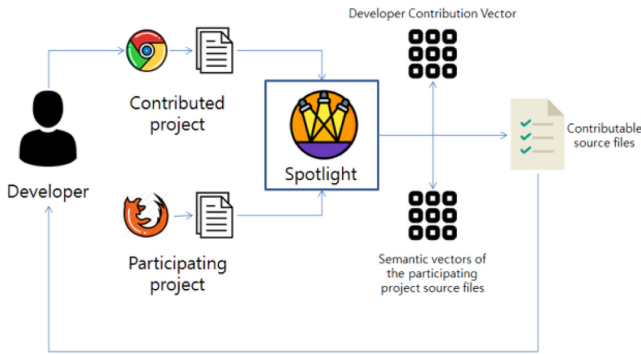 Developer Contribution Vector
Contributed
project
Spotlight
Contributable
source files
Developer
Participating
project
Semantic vectors of
the participating
project source files